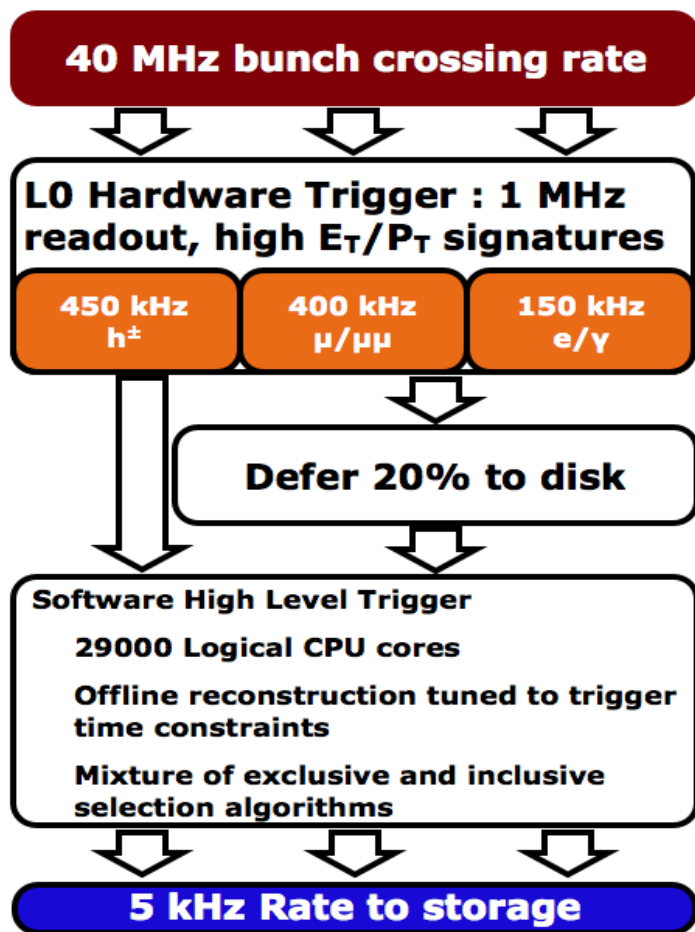 40 MHz bunch crossing rate
L0 Hardware Trigger : 1 MHz
readout, high E_T/P_T signatures
450 kHz
h±
400 kHz
μ/μμ
150 kHz
e/γ
Defer 20% to disk
Software High Level Trigger
29000 Logical CPU cores
Offline reconstruction tuned to trigger
time constraints
Mixture of exclusive and inclusive
selection algorithms
5 kHz Rate to storage